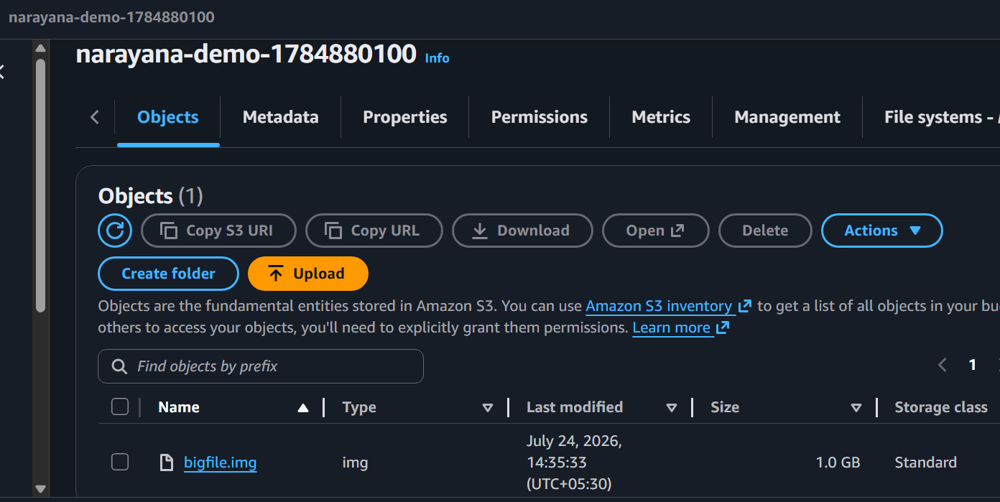 narayana-demo-1784880100
narayana-demo-1784880100 Info
Objects Metadata Properties Permissions Metrics Management File systems -
Objects (1)
Copy S3 URI Copy URL Download Open Delete Actions
Create folder Upload
Objects are the fundamental entities stored in Amazon S3. You can use Amazon S3 inventory to get a list of all objects in your
others to access your objects, you'll need to explicitly grant them permissions. Learn more
Find objects by prefix 1
Name Type Last modified Size Storage class
bigfile.img img July 24, 2026, 1.0 GB Standard
14:35:33
(UTC+05:30)